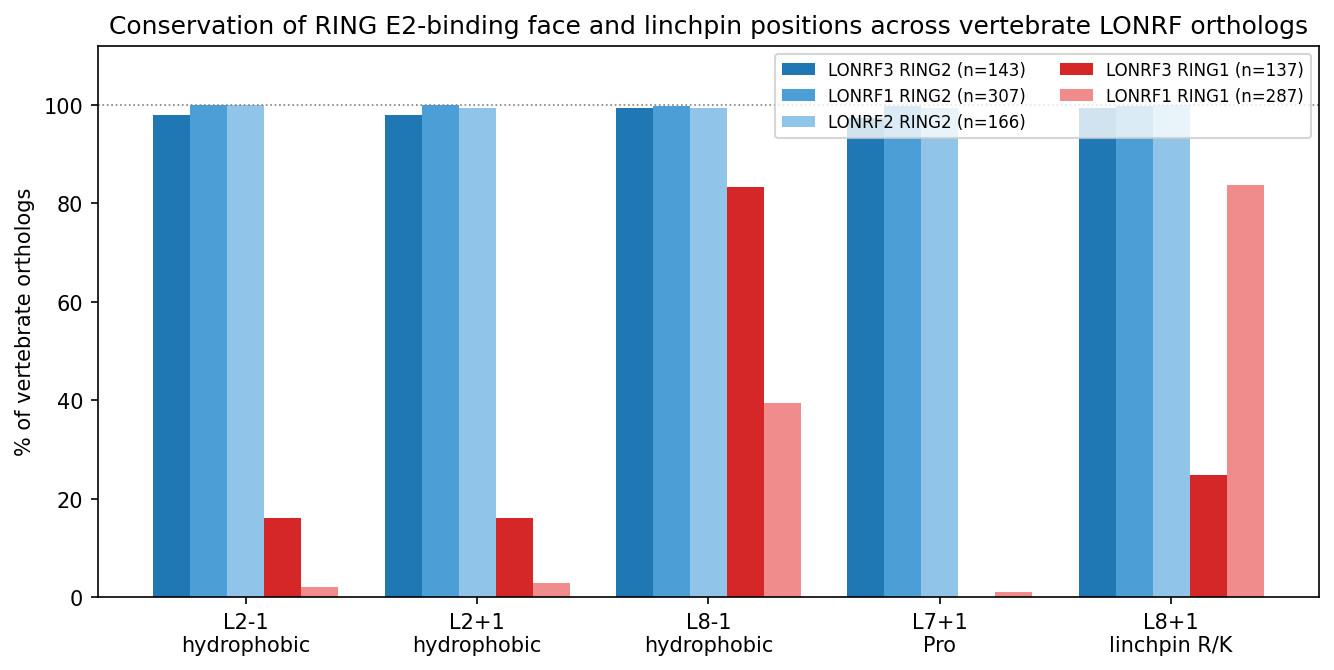 Conservation of RING E2-binding face and linchpin positions across vertebrate LONRF orthologs
% of vertebrate orthologs
100
80
60
40
20
0
LONRF3 RING2 (n=143)
LONRF1 RING2 (n=307)
LONRF2 RING2 (n=166)
LONRF3 RING1 (n=137)
LONRF1 RING1 (n=287)
L2-1
hydrophobic
L2+1
hydrophobic
L8-1
hydrophobic
L7+1
Pro
L8+1
linchpin R/K